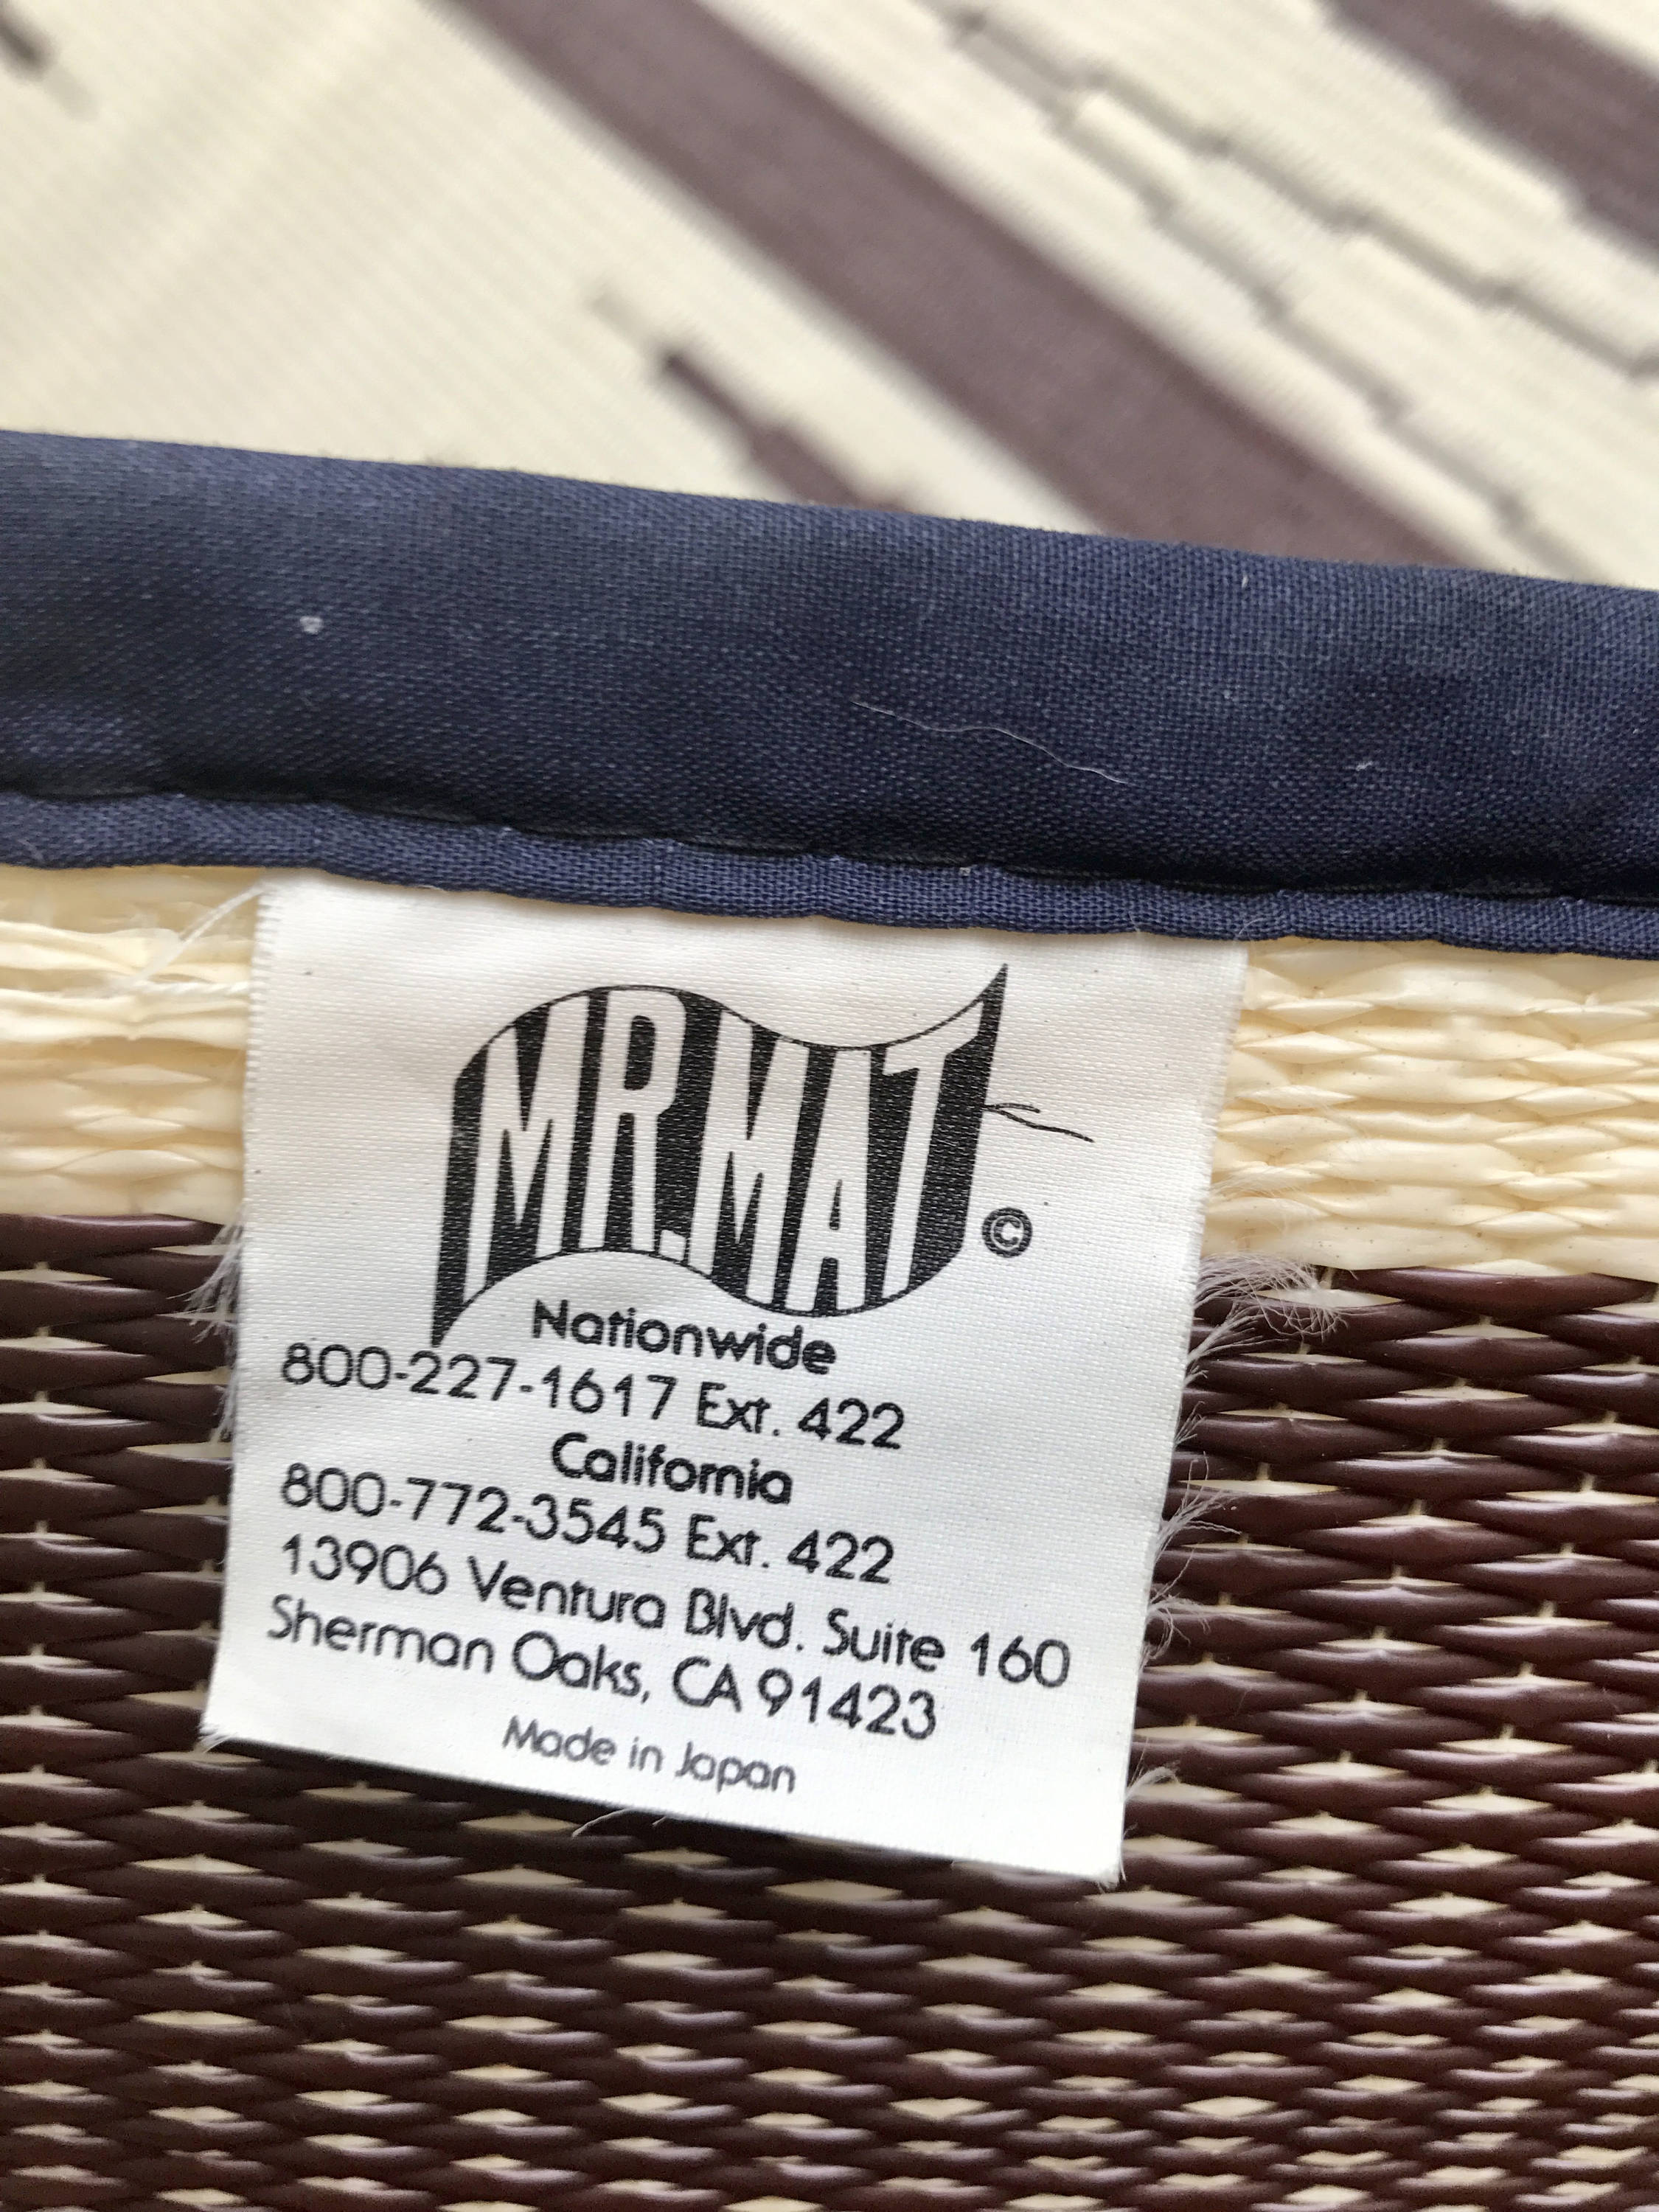 MR. MAT
©
Nationwide
800-227-1617 Ext. 422
California
800-772-3545 Ext. 422
13906 Ventura Blvd. Suite 160
Sherman Oaks, CA 91423
Made in Japan